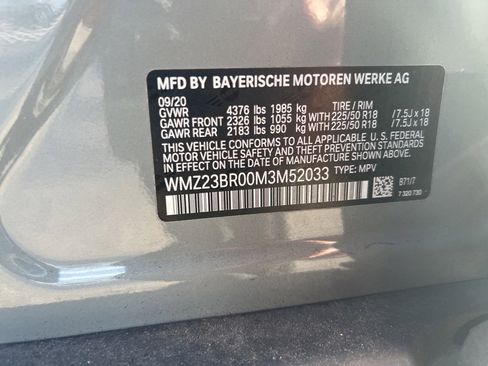 MFD BY BAYERISCHE MOTOREN WERKE AG
09/20
GVWR 4376 lbs 1985 kg TIRE / RIM
GAWR FRONT 2326 lbs 1055 kg 225/50 R18 / 7.5J x 18
GAWR REAR 2183 lbs 990 kg 225/50 R18 / 7.5J x 18
THIS VEHICLE CONFORMS TO ALL APPLICABLE U.S. FEDERAL
MOTOR VEHICLE SAFETY, BUMPER, AND THEFT PREVENTION
STANDARDS IN EFFECT ON THE DATE OF MANUFACTURE SHOWN ABOVE.
WMZ23BR00M3M52033 TYPE: MPV
B71/7
7 320 730